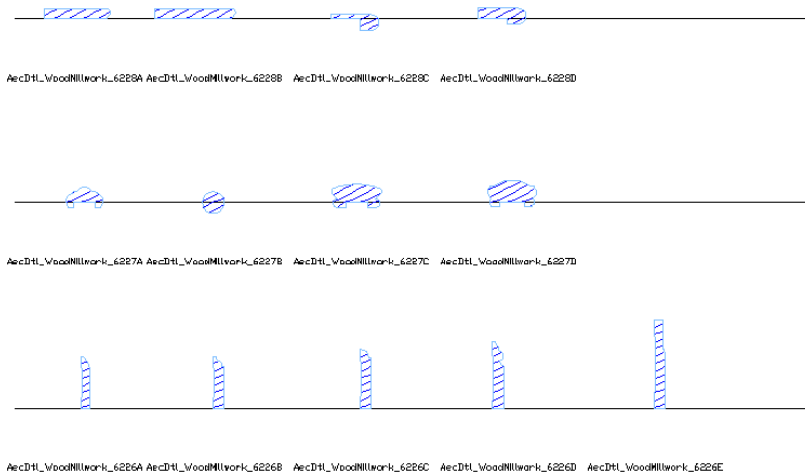 AecDtl_WoodMillwork_6228A AecDtl_WoodMillwork_6228B AecDtl_WoodMillwork_6228C AecDtl_WoodMillwork_6228D
AecDtl_WoodMillwork_6227A AecDtl_WoodMillwork_6227B AecDtl_WoodMillwork_6227C AecDtl_WoodMillwork_6227D
AecDtl_WoodMillwork_6226A AecDtl_WoodMillwork_6226B AecDtl_WoodMillwork_6226C AecDtl_WoodMillwork_6226D AecDtl_WoodMillwork_6226E